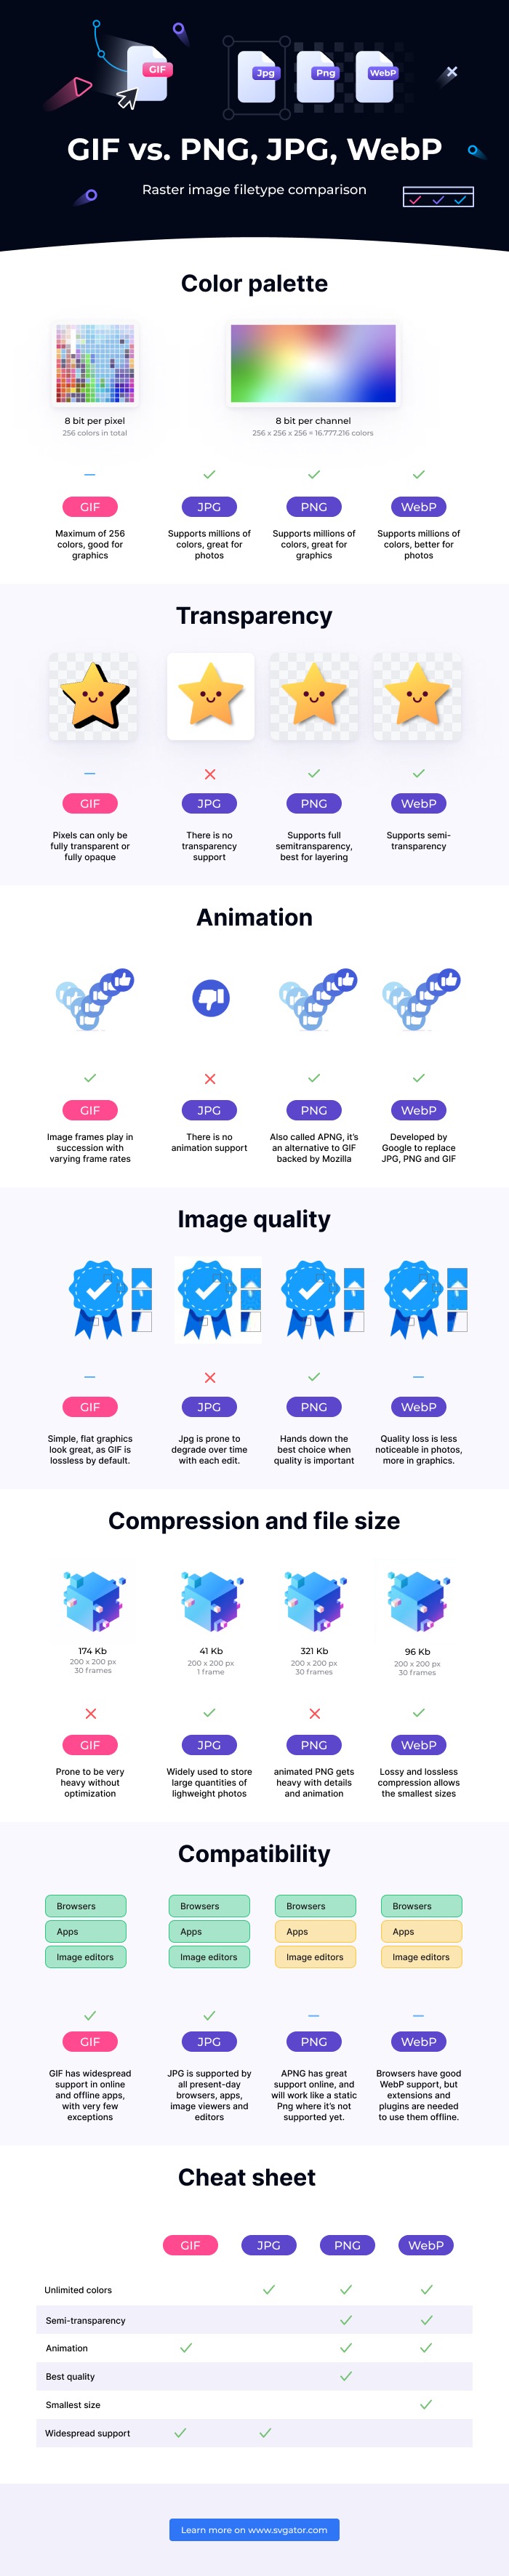 GIF
Jpg
Png
WebP
GIF vs. PNG, JPG, WebP
Raster image filetype comparison
Color palette
8 bit per pixel
256 colors in total
8 bit per channel
256 x 256 x 256 = 16.777,216 colors
GIF
JPG
PNG
WebP
Maximum of 256
colors, good for
graphics
Supports millions of
colors, great for
photos
Supports millions of
colors, great for
graphics
Supports millions of
colors, better for
photos
Transparency
GIF
JPG
PNG
WebP
Pixels can only be
fully transparent or
fully opaque
There is no
transparency
support
Supports full
semitransparency,
best for layering
Supports semi-
transparency
Animation
GIF
JPG
PNG
WebP
Image frames play in
succession with
varying frame rates
There is no
animation support
Also called APNG, it's
an alternative to GIF
backed by Mozilla
Developed by
Google to replace
JPG, PNG and GIF
Image quality
GIF
JPG
PNG
WebP
Simple, flat graphics
look great, as GIF is
lossless by default.
Jpg is prone to
degrade over time
with each edit.
Hands down the
best choice when
quality is important
Quality loss is less
noticeable in photos,
more in graphics.
Compression and file size
174 Kb
200 x 200 px
30 frames
41 Kb
200 x 200 px
1 frame
321 Kb
200 x 200 px
30 frames
96 Kb
200 x 200 px
30 frames
GIF
JPG
PNG
WebP
Prone to be very
heavy without
optimization
Widely used to store
large quantities of
lighweight photos
animated PNG gets
heavy with details
and animation
Lossy and lossless
compression allows
the smallest sizes
Compatibility
Browsers
Apps
Image editors
Browsers
Apps
Image editors
Browsers
Apps
Image editors
Browsers
Apps
Image editors
GIF
JPG
PNG
WebP
GIF has widespread
support in online
and offline apps,
with very few
exceptions
JPG is supported by
all present-day
browsers, apps,
image viewers and
editors
APNG has great
support online, and
will work like a static
Png where it's not
supported yet.
Browsers have good
WebP support, but
extensions and
plugins are needed
to use them offline.
Cheat sheet
GIF
JPG
PNG
WebP
Unlimited colors
Semi-transparency
Animation
Best quality
Smallest size
Widespread support
Learn more on www.svgator.com